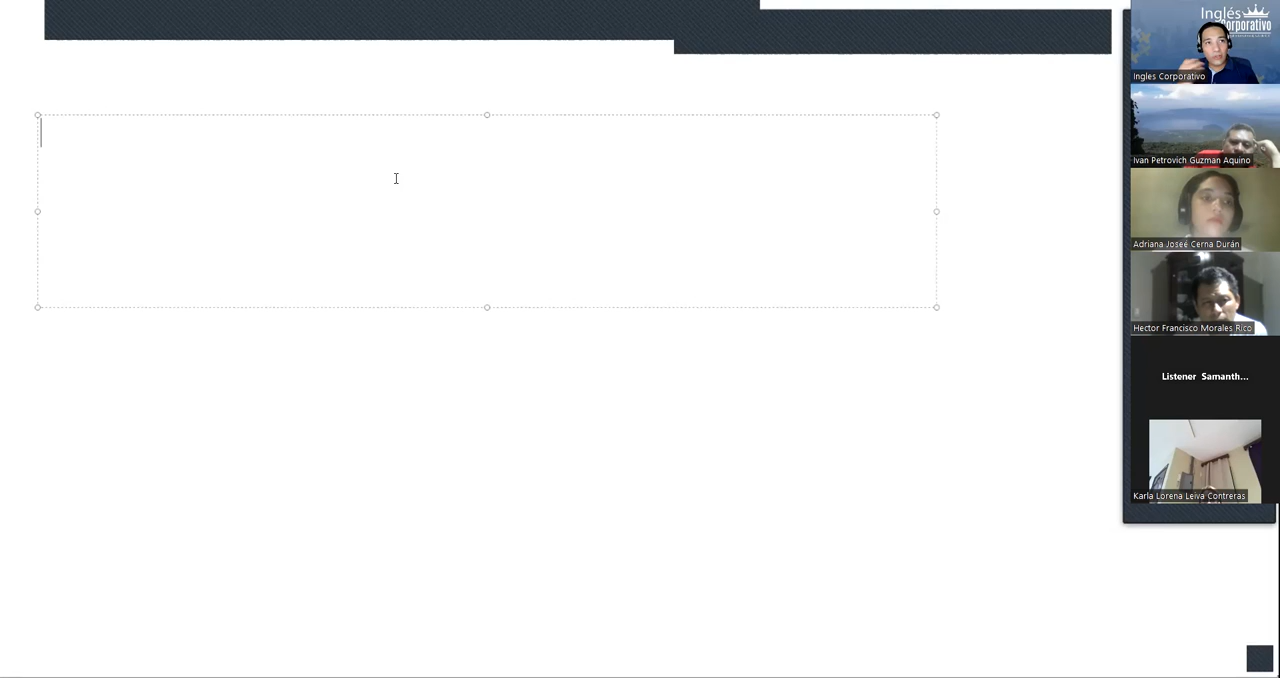 Inglés
Corporativo
Ingles Corporativo
Ivan Petrovich Guzman Aquino
Adriana Joseé Cerna Durán
Hector Francisco Morales Rico
Listener Samanth...
Karla Lorena Leiva Contreras